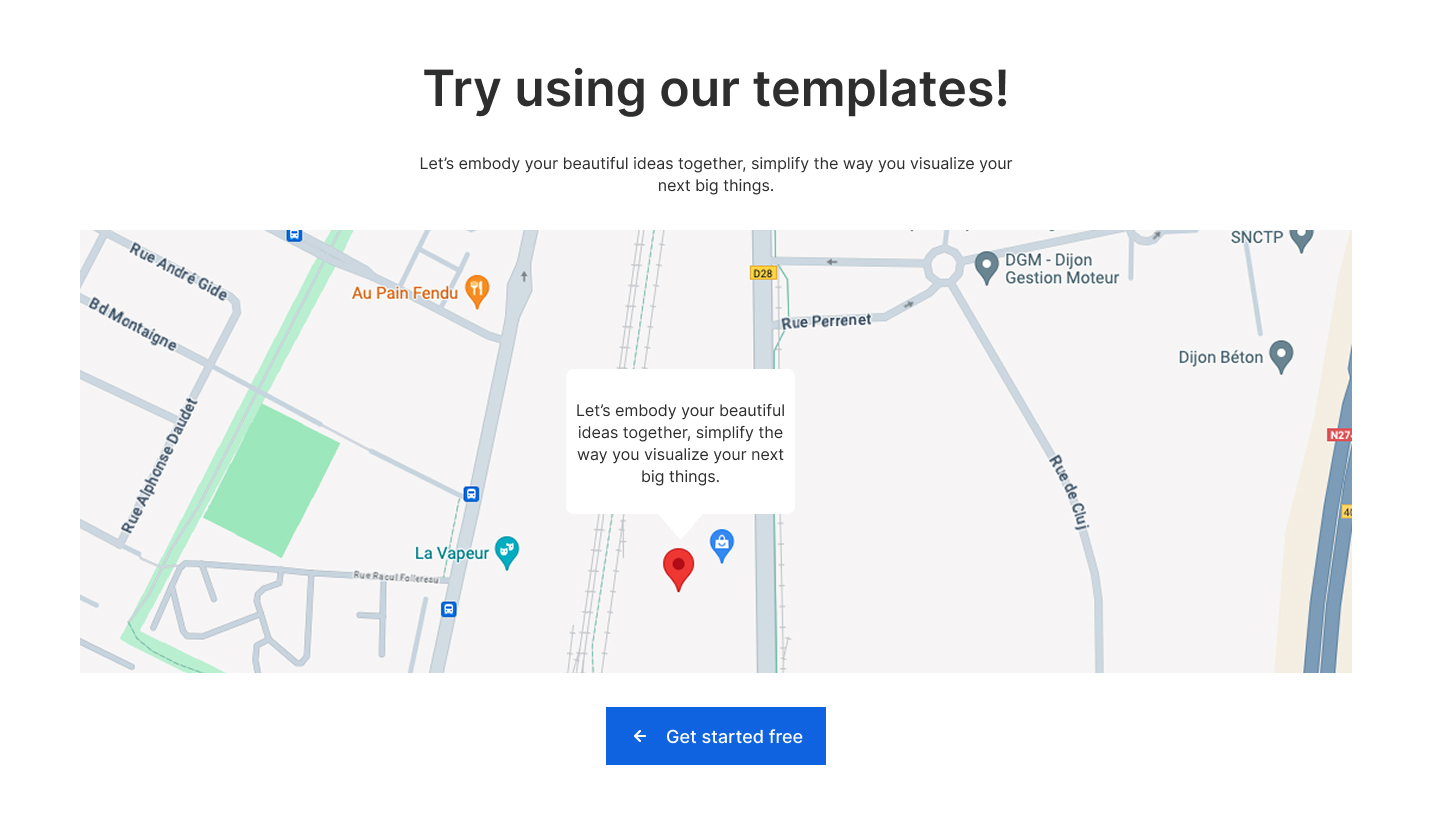 Try using our templates!
Let’s embody your beautiful ideas together, simplify the way you visualize your
next big things.
SNCTP
DGM - Dijon
Gestion Moteur
Rue André Gide
D28
Au Pain Fendu
Bd Montaigne
Rue Perrenet
Dijon Béton
Let’s embody your beautiful
ideas together, simplify the
way you visualize your next
big things.
Rue Alphonse Daudet
N27
Rue de Cluj
40
La Vapeur
Rue Raoul Follereau
Get started free